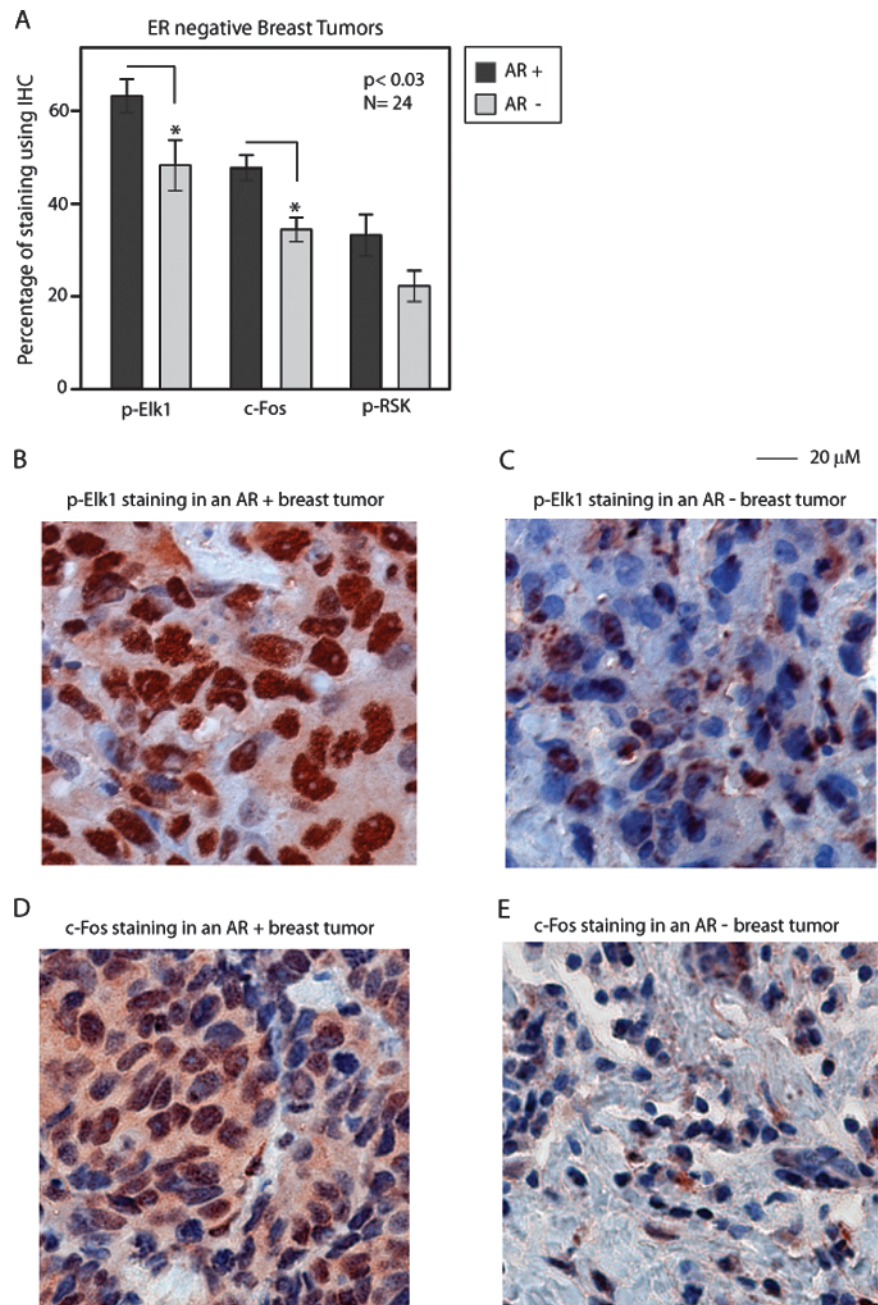 A
ER negative Breast Tumors
AR +
AR -
p< 0.03
N= 24
Percentage of staining using IHC
60
40
20
0
*
*
p-Elk1
c-Fos
p-RSK
B
C
20 µM
p-Elk1 staining in an AR + breast tumor
p-Elk1 staining in an AR - breast tumor
D
E
c-Fos staining in an AR + breast tumor
c-Fos staining in an AR - breast tumor